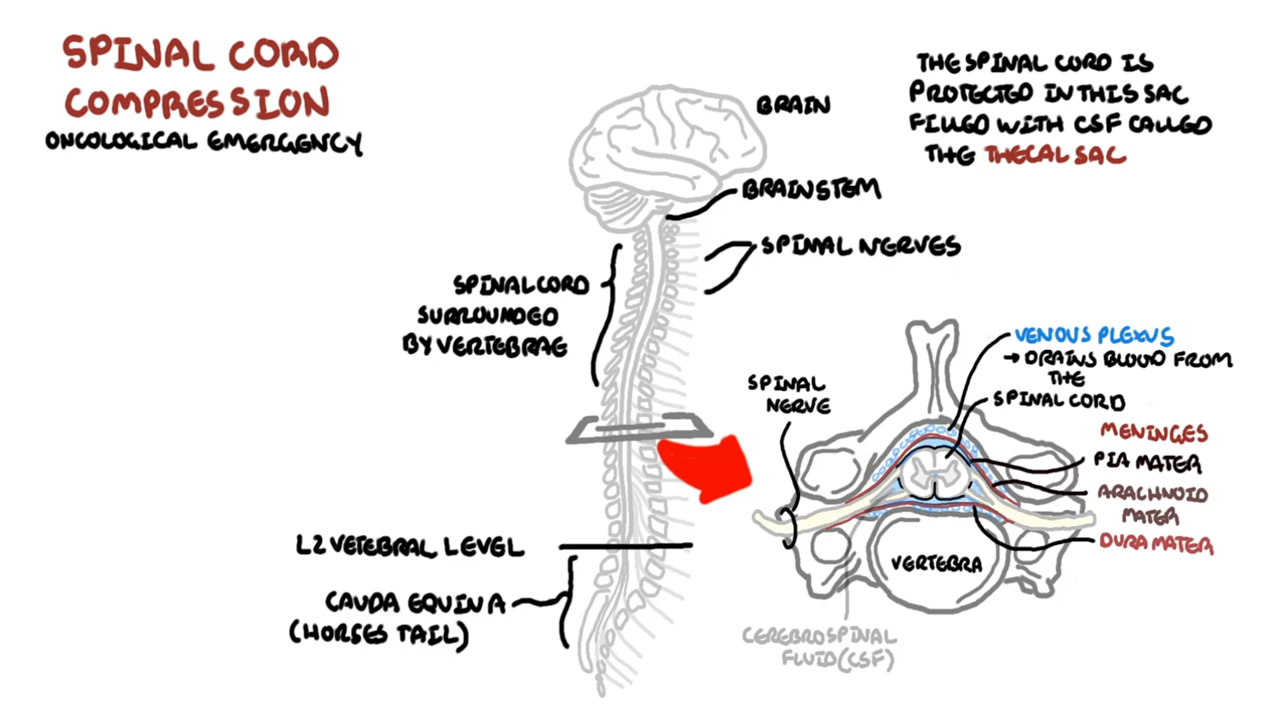 SPINAL CORD
COMPRESSION
ONCOLOGICAL EMERGENCY
THE SPINAL CORD IS
PROTECTED IN THIS SAC
FILLED WITH CSF CALLED
THE THECAL SAC
BRAIN
BRAINSTEM
SPINAL NERVES
SPINAL CORD
SURROUNDED
BY VERTEBRAE
L2 VETEBRAL LEVEL
CAUDA EQUINA
(HORSES TAIL)
SPINAL
NERVE
VENOUS PLEXUS
→ DRAINS BLOOD FROM
THE
SPINAL CORD
MENINGES
PIA MATER
ARACHNOID
MATER
DURA MATER
VERTEBRA
CEREBROSPINAL
FLUID (CSF)